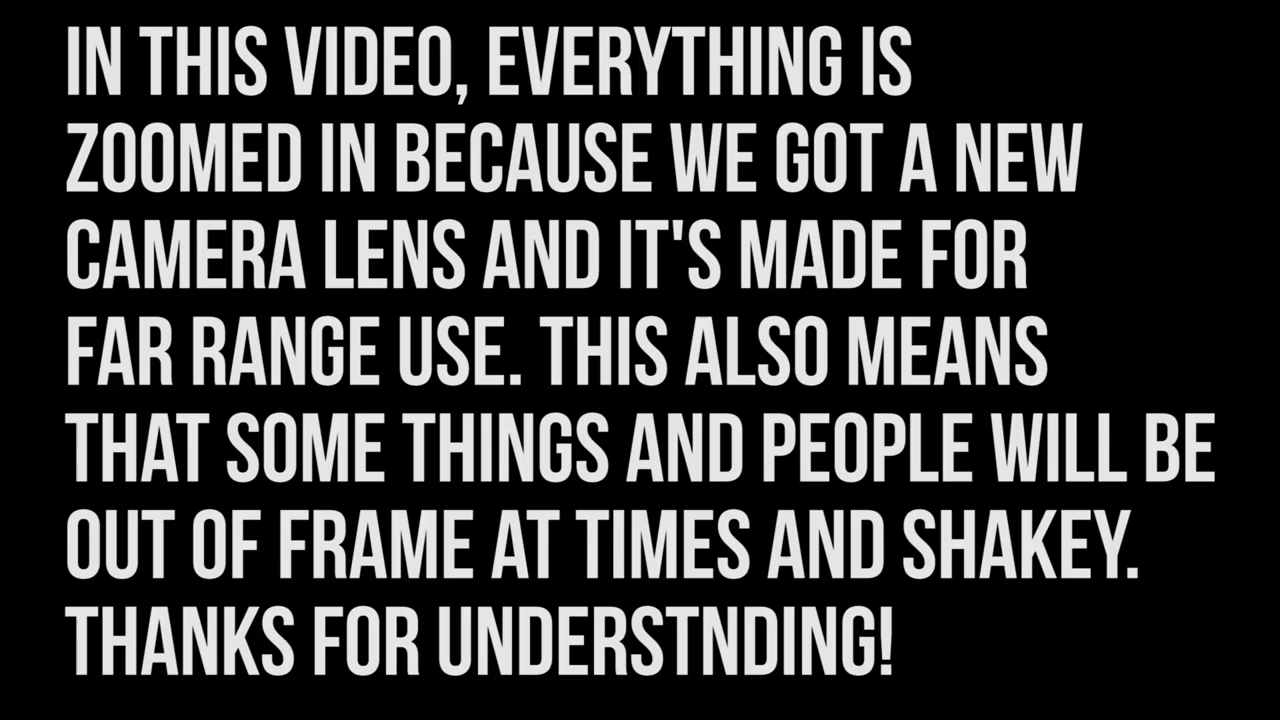 IN THIS VIDEO, EVERYTHING IS
ZOOMED IN BECAUSE WE GOT A NEW
CAMERA LENS AND IT'S MADE FOR
FAR RANGE USE. THIS ALSO MEANS
THAT SOME THINGS AND PEOPLE WILL BE
OUT OF FRAME AT TIMES AND SHAKEY.
THANKS FOR UNDERSTNDING!